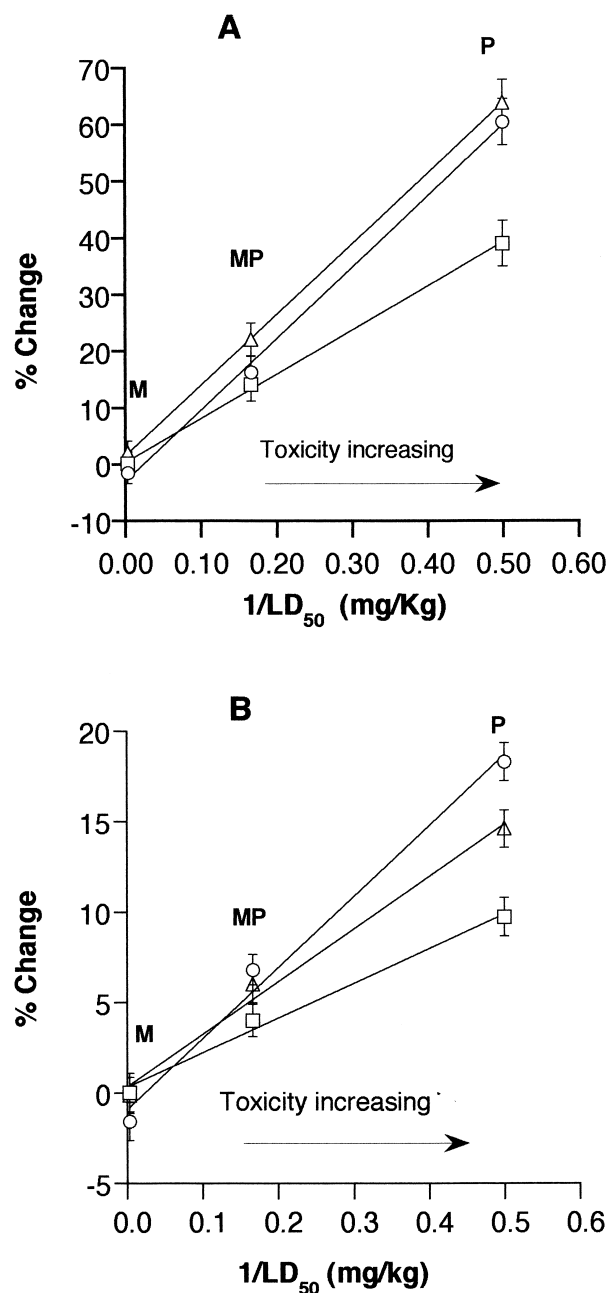 A
P
70
60
50
40
MP
30
% Change
20
M
10
Toxicity increasing
0
-10
0.00 0.10 0.20 0.30 0.40 0.50 0.60
1/LD50 (mg/Kg)
B
P
20
15
MP
10
% Change
5
M
Toxicity increasing
0
-5
0.0 0.1 0.2 0.3 0.4 0.5 0.6
1/LD50 (mg/kg)